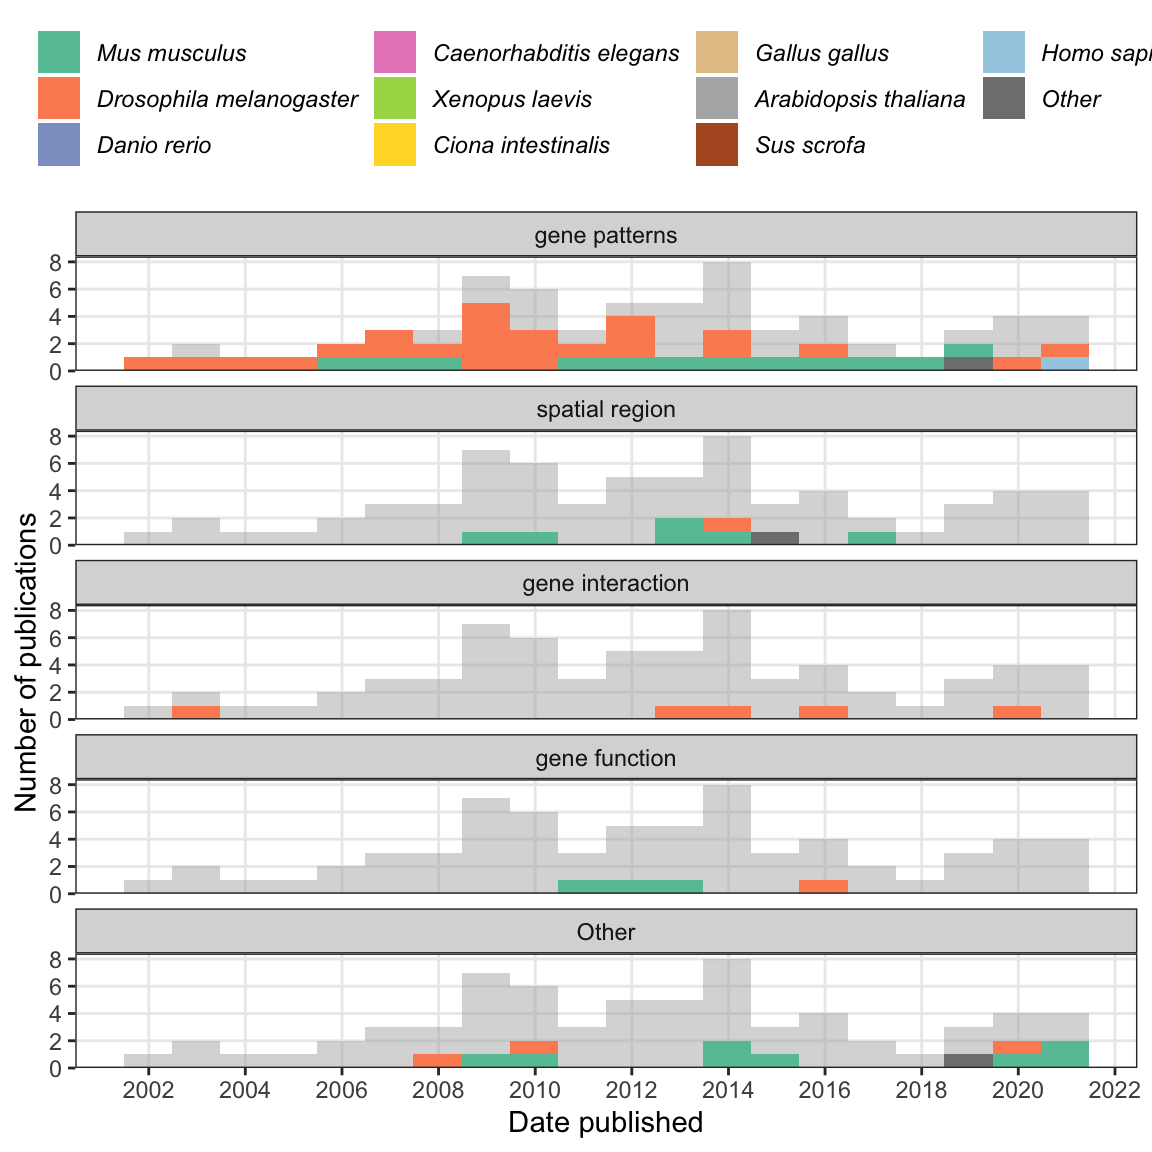 Mus musculus Caenorhabditis elegans Gallus gallus Homo sapi
Drosophila melanogaster Xenopus laevis Arabidopsis thaliana Other
Danio rerio Ciona intestinalis Sus scrofa
Number of publications
gene patterns
8
6
4
2
0
spatial region
8
6
4
2
0
gene interaction
8
6
4
2
0
gene function
8
6
4
2
0
Other
8
6
4
2
0
2002 2004 2006 2008 2010 2012 2014 2016 2018 2020 2022
Date published